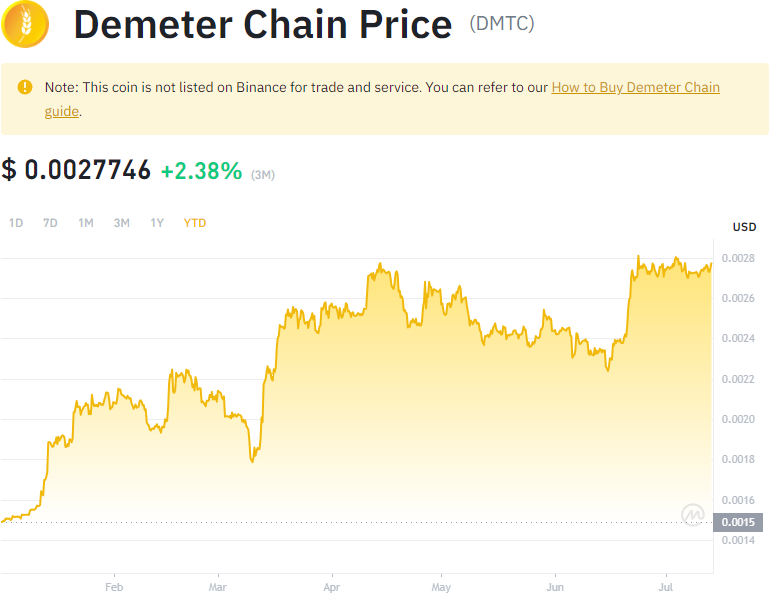 Demeter Chain Price (DMTC)
Note: This coin is not listed on Binance for trade and service. You can refer to our How to Buy Demeter Chain
guide.
$ 0.0027746 +2.38% (3M)
1D 7D 1M 3M 1Y YTD
USD
0.0028
0.0026
0.0024
0.0022
0.0020
0.0018
0.0016
0.0015
0.0014
Feb Mar Apr May Jun Jul